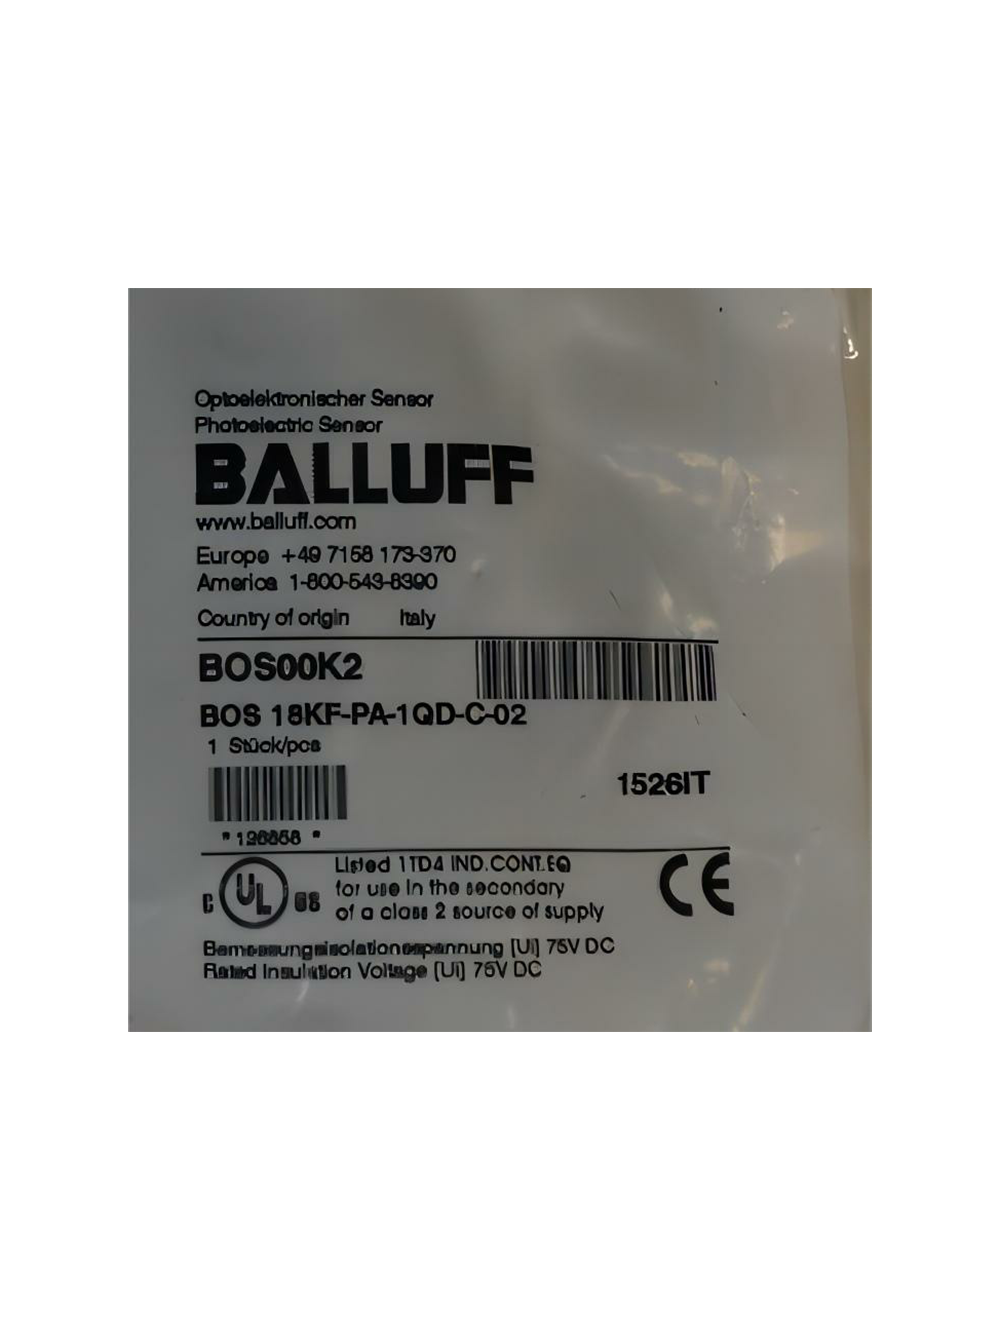 Optoelektronischer Sensor
Photoelectric Sensor
BALLUFF
www.balluff.com
Europe +49 7158 173-370
America 1-800-543-8390
Country of origin Italy
BOS00K2
BOS 18KF-PA-1QD-C-02
1 Stück/pcs
1526IT
C UL US
Listed 1TD4 IND.CONT.EQ
for use in the secondary
of a class 2 source of supply
CE
Bemessungsisolationsspannung [Ui] 75V DC
Rated Insulation Voltage [Ui] 75V DC